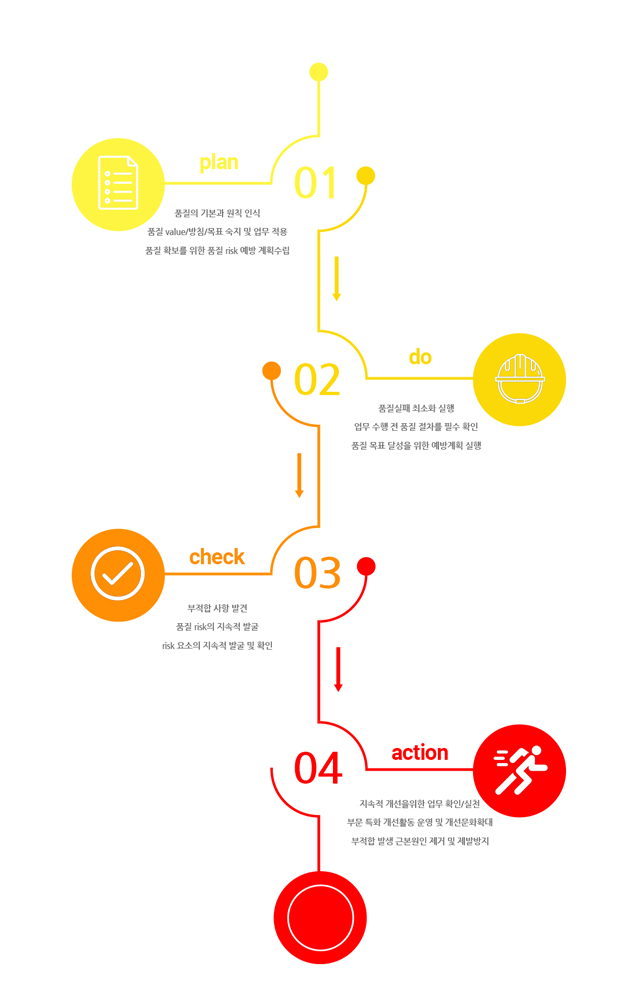 plan
01
품질의 기본과 원칙 인식
품질 value/방침/목표 숙지 및 업무 적용
품질 확보를 위한 품질 risk 예방 계획수립
do
02
품질실패 최소화 실행
업무 수행 전 품질 절차를 필수 확인
품질 목표 달성을 위한 예방계획 실행
check
03
부적합 사항 발견
품질 risk의 지속적 발굴
risk 요소의 지속적 발굴 및 확인
action
04
지속적 개선을위한 업무 확인/실천
부문 특화 개선활동 운영 및 개선문화확대
부적합 발생 근본원인 제거 및 재발방지